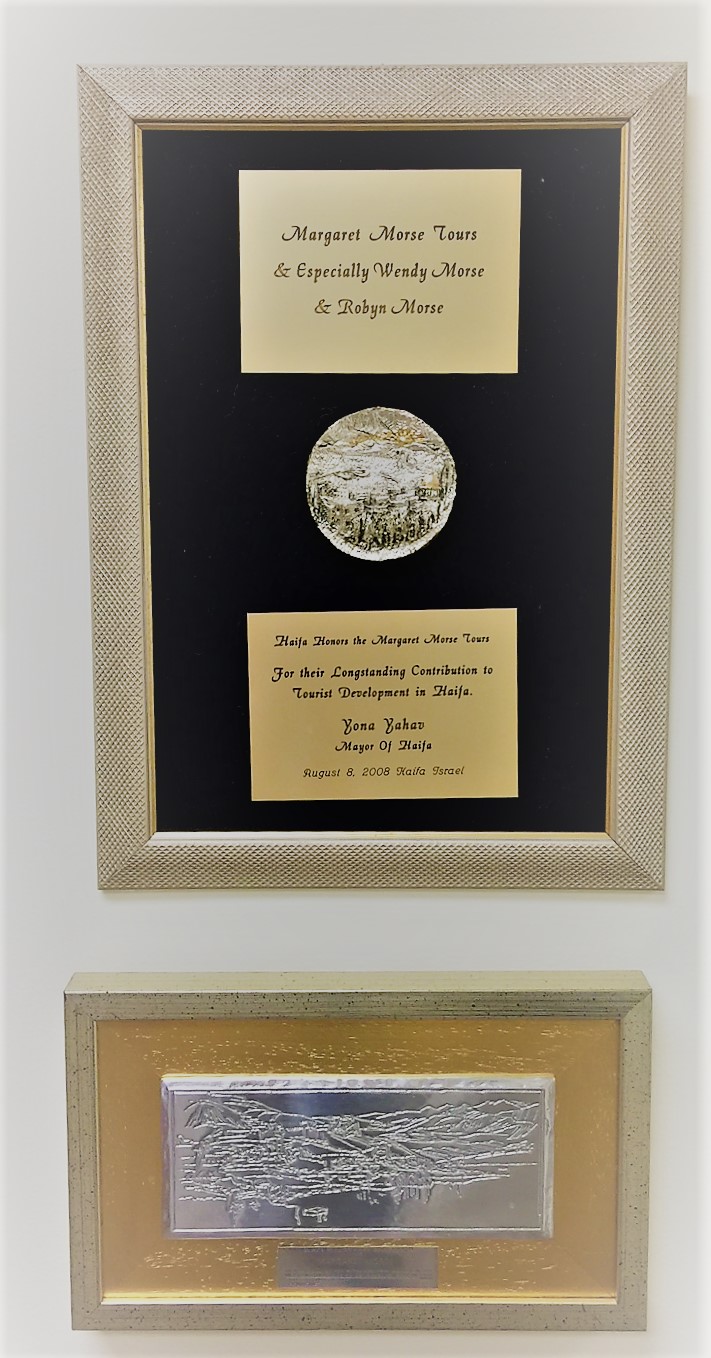 Margaret Morse Tours
& Especially Wendy Morse
& Robyn Morse
Haifa Honors the Margaret Morse Tours
For their Longstanding Contribution to
Tourist Development in Haifa.
Yona Yahav
Mayor Of Haifa
August 8, 2008 Haifa Israel